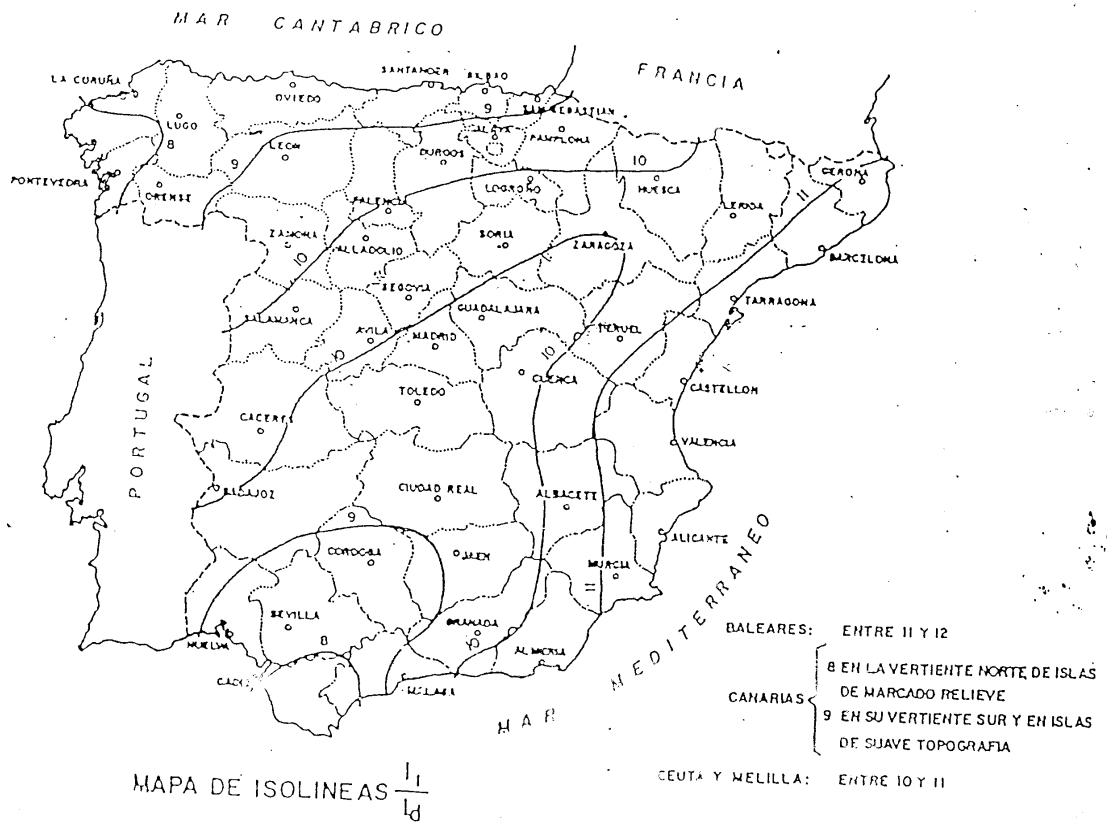 MAR CANTABRICO
FRANCIA
LA CORUÑA
OVIEDO
SANTANDER
BILBAO
SAN SEBASTIAN
LUGO
8
9
LEON
9
ALAVA
PAMPLONA
BURGOS
PONTEVEDRA
ORENSE
PALENCIA
LOGROÑO
10
HUESCA
LERIDA
11
GERONA
ZAMORA
VALLADOLID
SORIA
ZARAGOZA
BARCELONA
10
SEGOVIA
SALAMANCA
AVILA
MADRID
GUADALAJARA
TERUEL
TARRAGONA
10
10
CUENCA
CASTELLON
PORTUGAL
CACERES
TOLEDO
VALENCIA
BADAJOZ
CIUDAD REAL
ALBACETE
9
CORDOBA
JAEN
ALICANTE
MURCIA
11
SEVILLA
HUELVA
8
GRANADA
10
ALMERIA
CADIZ
MALAGA
MAR MEDITERRANEO
BALEARES: ENTRE 11 Y 12
CANARIAS
8 EN LA VERTIENTE NORTE DE ISLAS
DE MARCADO RELIEVE
9 EN SU VERTIENTE SUR Y EN ISLAS
DE SUAVE TOPOGRAFIA
CEUTA Y MELILLA: ENTRE 10 Y 11
MAPA DE ISOLINEAS I1/Id